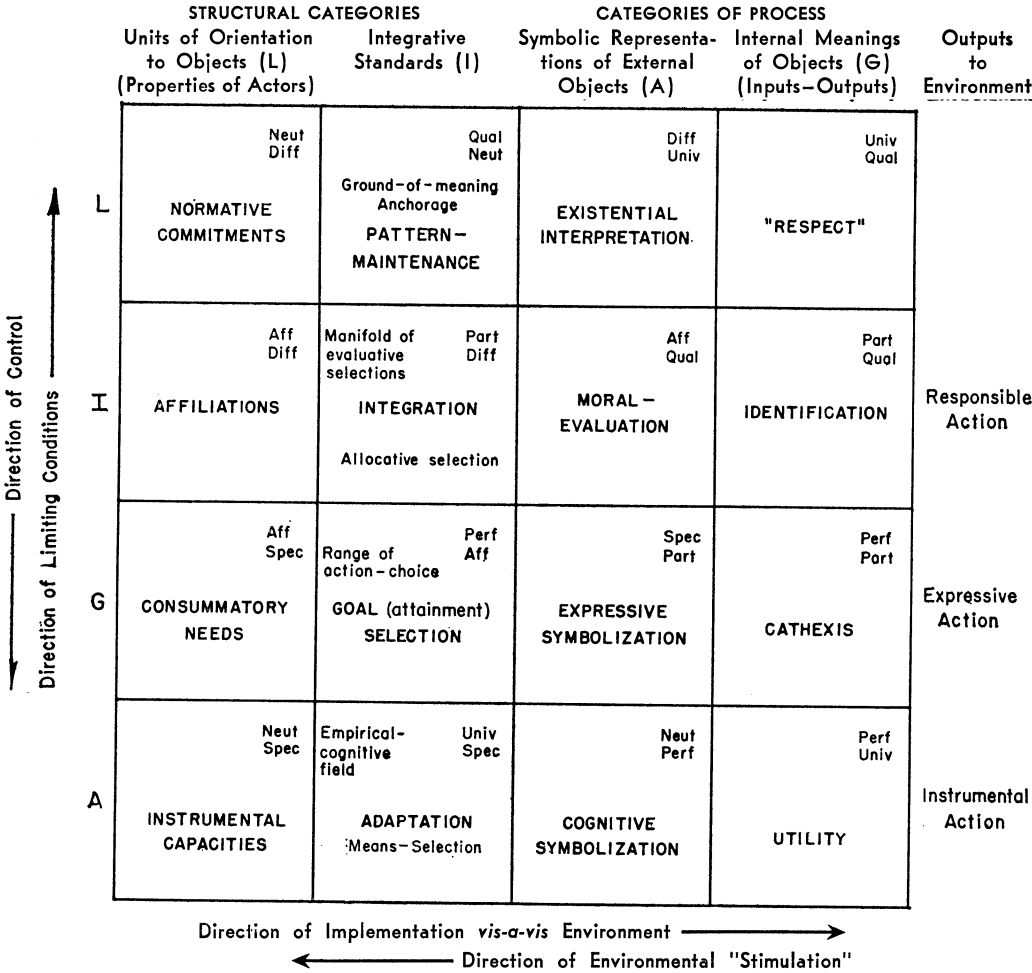 STRUCTURAL CATEGORIES
CATEGORIES OF PROCESS
Units of Orientation
to Objects (L)
(Properties of Actors)
Integrative
Standards (I)
Symbolic Representa-
tions of External
Objects (A)
Internal Meanings
of Objects (G)
(Inputs–Outputs)
Outputs
to
Environment
L
Neut
Diff
NORMATIVE
COMMITMENTS
Qual
Neut
Ground-of-meaning
Anchorage
PATTERN–
MAINTENANCE
Diff
Univ
EXISTENTIAL
INTERPRETATION
Univ
Qual
"RESPECT"
I
Aff
Diff
AFFILIATIONS
Manifold of
evaluative
selections
Part
Diff
INTEGRATION
Allocative selection
Aff
Qual
MORAL–
EVALUATION
Part
Qual
IDENTIFICATION
Responsible
Action
G
Aff
Spec
CONSUMMATORY
NEEDS
Perf
Aff
Range of
action-choice
GOAL (attainment)
SELECTION
Spec
Part
EXPRESSIVE
SYMBOLIZATION
Perf
Part
CATHEXIS
Expressive
Action
A
Neut
Spec
INSTRUMENTAL
CAPACITIES
Empirical-
cognitive
field
Univ
Spec
ADAPTATION
Means–Selection
Neut
Perf
COGNITIVE
SYMBOLIZATION
Perf
Univ
UTILITY
Instrumental
Action
Direction of Control
Direction of Limiting Conditions
Direction of Implementation vis-a-vis Environment
Direction of Environmental "Stimulation"